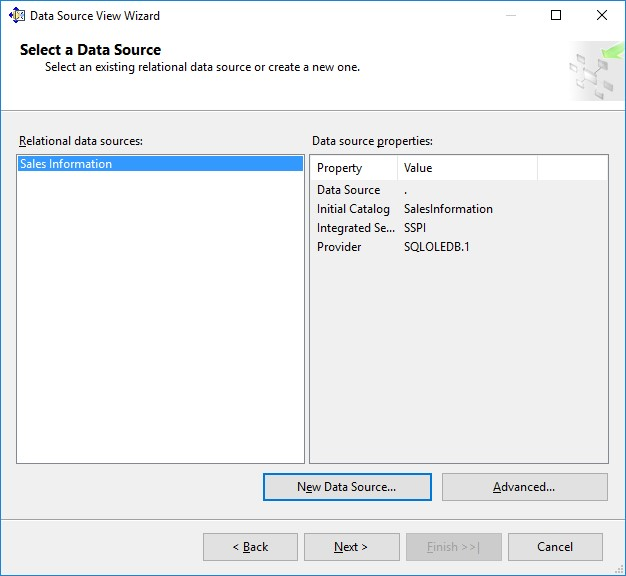 Data Source View Wizard
Select a Data Source
Select an existing relational data source or create a new one.
Relational data sources:
Data source properties:
Sales Information
Property Value
Data Source .
Initial Catalog SalesInformation
Integrated Se... SSPI
Provider SQLOLEDB.1
New Data Source...
Advanced...
< Back
Next >
Finish >>|
Cancel